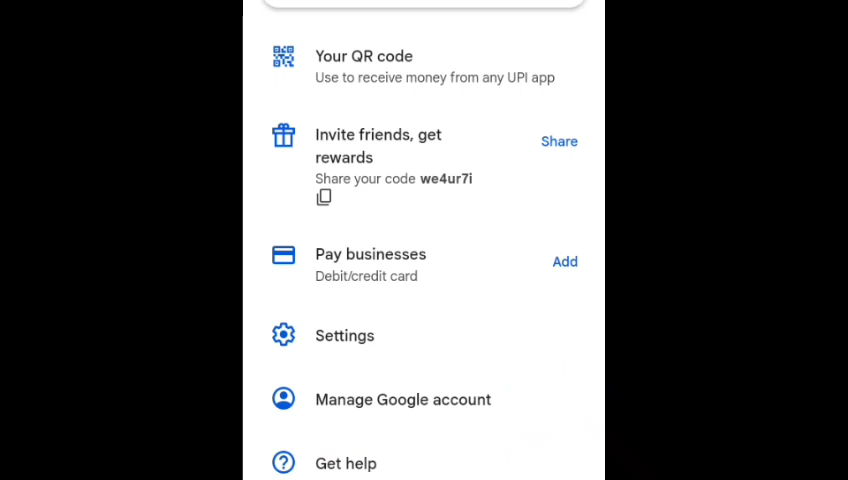 Your QR code
Use to receive money from any UPI app
Invite friends, get
rewards
Share
Share your code we4ur7i
Pay businesses
Debit/credit card
Add
Settings
Manage Google account
Get help